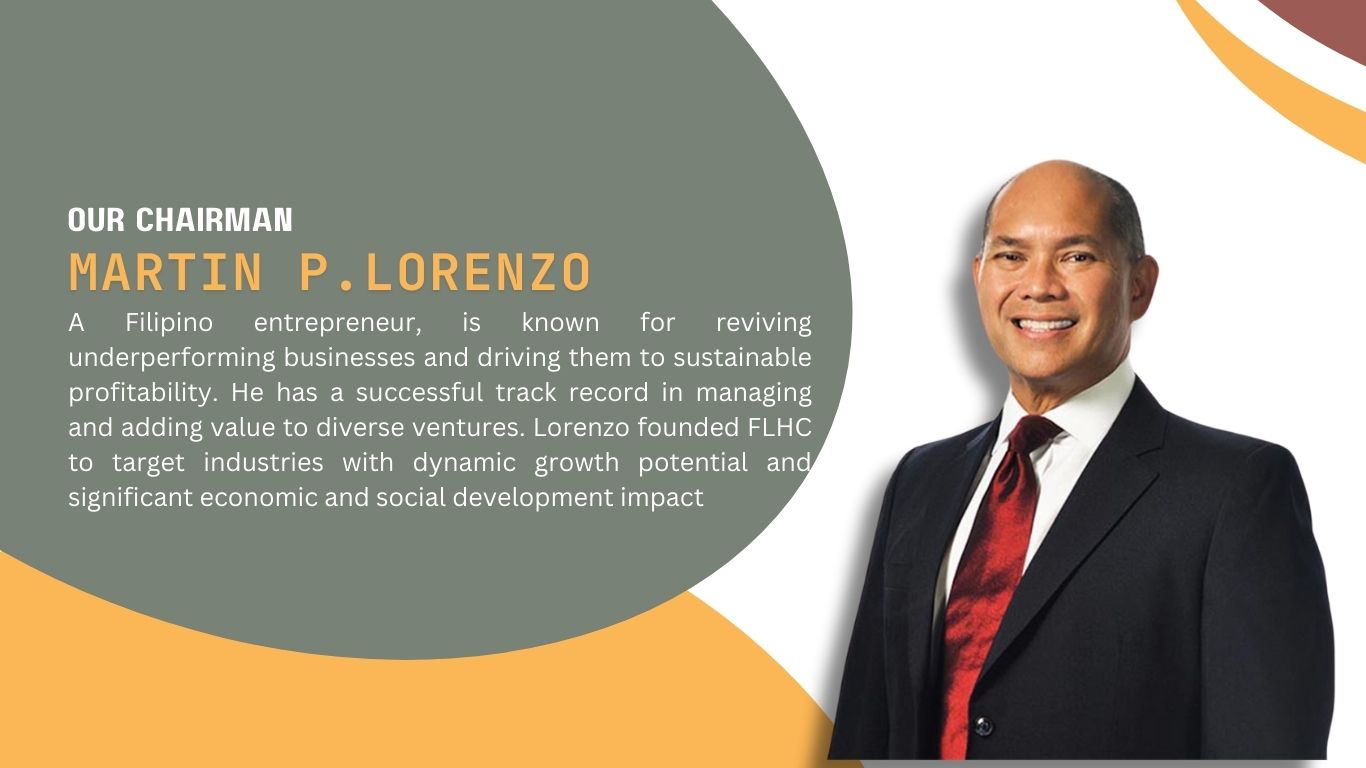 OUR CHAIRMAN
MARTIN P.LORENZO
A Filipino entrepreneur, is known for reviving
underperforming businesses and driving them to sustainable
profitability. He has a successful track record in managing
and adding value to diverse ventures. Lorenzo founded FLHC
to target industries with dynamic growth potential and
significant economic and social development impact